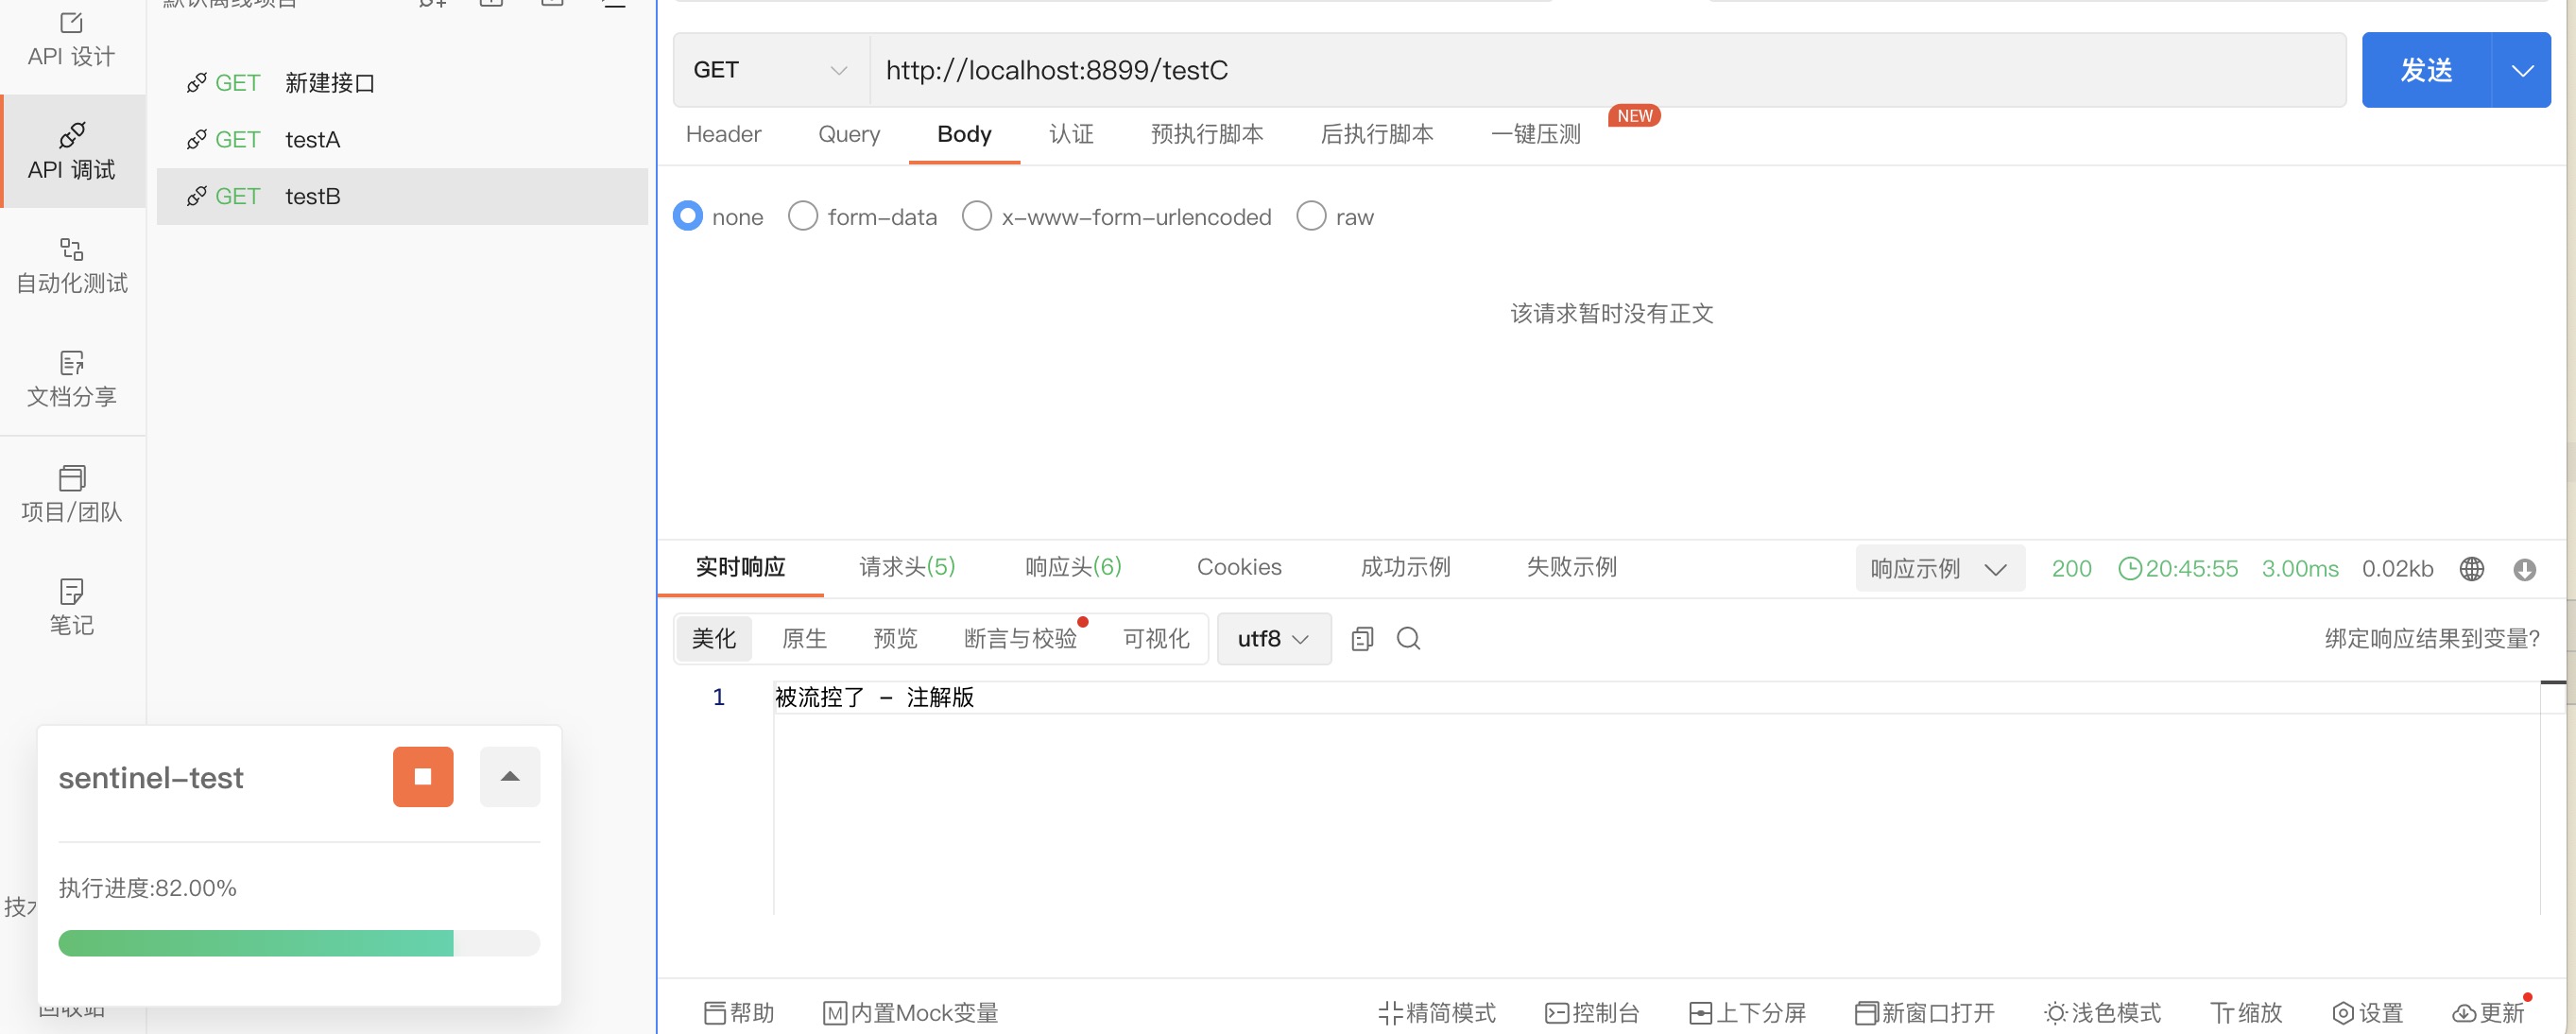 默认离线项目
API 设计
API 调试
自动化测试
文档分享
项目/团队
笔记
GET 新建接口
GET testA
GET testB
GET http://localhost:8899/testC 发送
Header Query Body 认证 预执行脚本 后执行脚本 一键压测 NEW
none form-data x-www-form-urlencoded raw
该请求暂时没有正文
实时响应 请求头(5) 响应头(6) Cookies 成功示例 失败示例 响应示例 200 20:45:55 3.00ms 0.02kb
美化 原生 预览 断言与校验 可视化 utf8 绑定响应结果到变量?
1 被流控了 - 注解版
sentinel-test
执行进度:82.00%
回收站
帮助 内置Mock变量 精简模式 控制台 上下分屏 新窗口打开 浅色模式 缩放 设置 更新